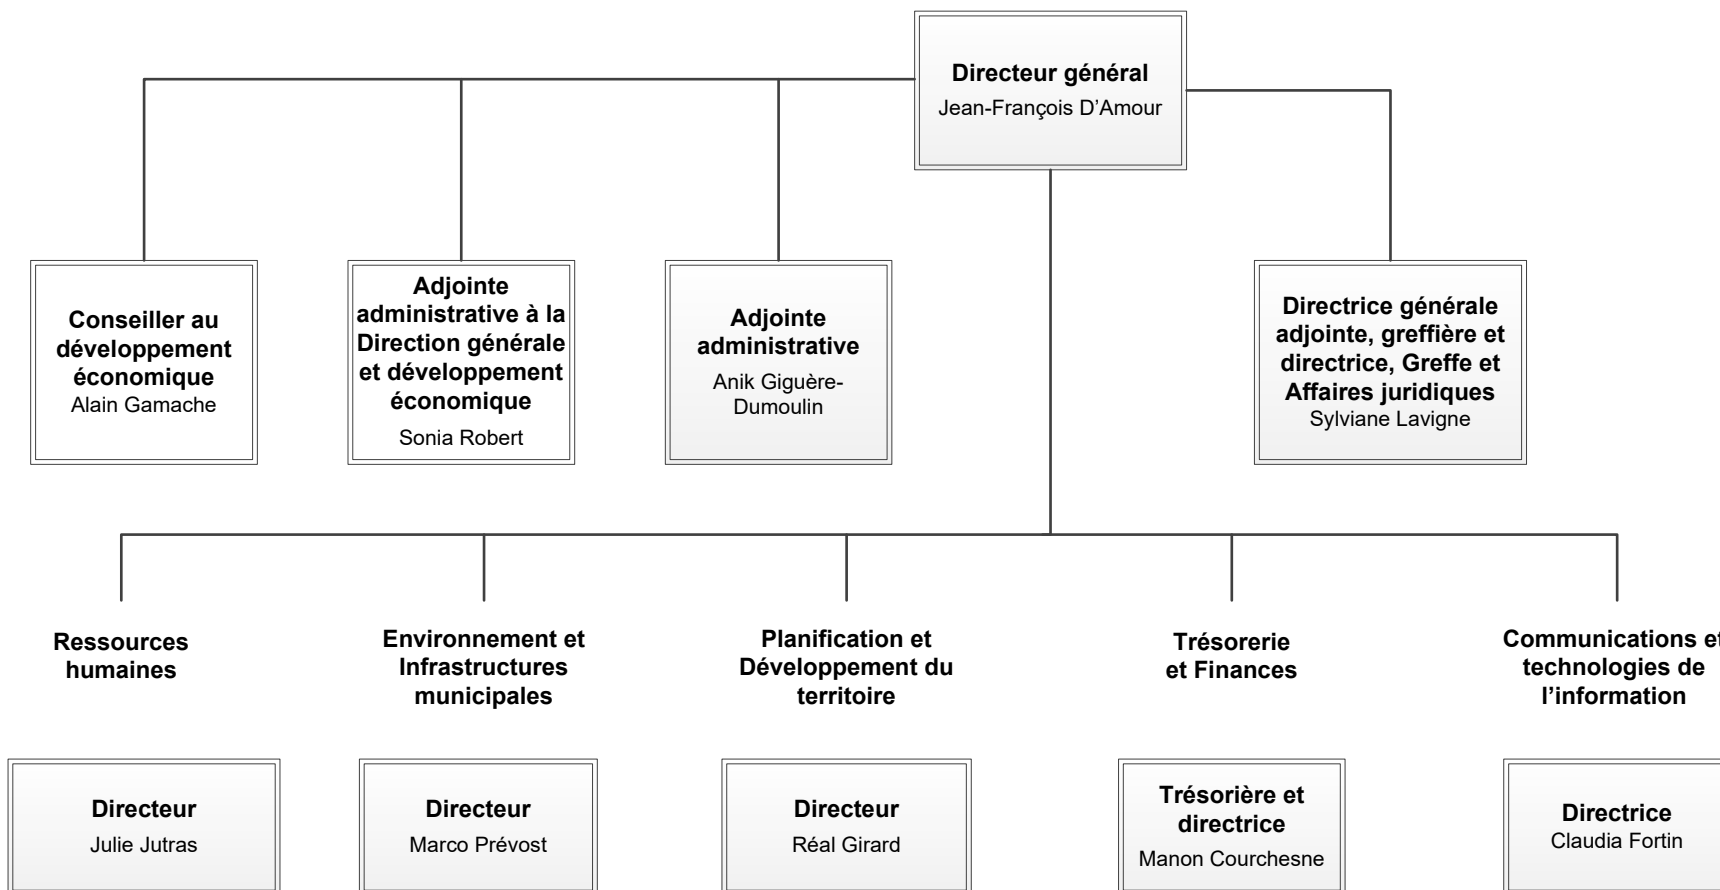 Directeur général
Jean-François D’Amour
Conseiller au
développement
économique
Alain Gamache
Adjointe
administrative à la
Direction générale
et développement
économique
Sonia Robert
Adjointe
administrative
Anik Giguère-
Dumoulin
Directrice générale
adjointe, greffière et
directrice, Greffe et
Affaires juridiques
Sylviane Lavigne
Ressources
humaines
Environnement et
Infrastructures
municipales
Planification et
Développement du
territoire
Trésorerie
et Finances
Communications et
technologies de
l’information
Directeur
Julie Jutras
Directeur
Marco Prévost
Directeur
Réal Girard
Trésorière et
directrice
Manon Courchesne
Directrice
Claudia Fortin